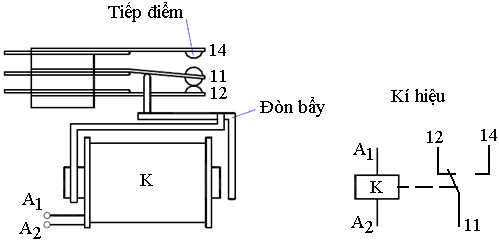 Tiếp điểm
14
11
12
Đòn bẩy
K
A1
A2
Kí hiệu
A1
12
14
K
A2
11